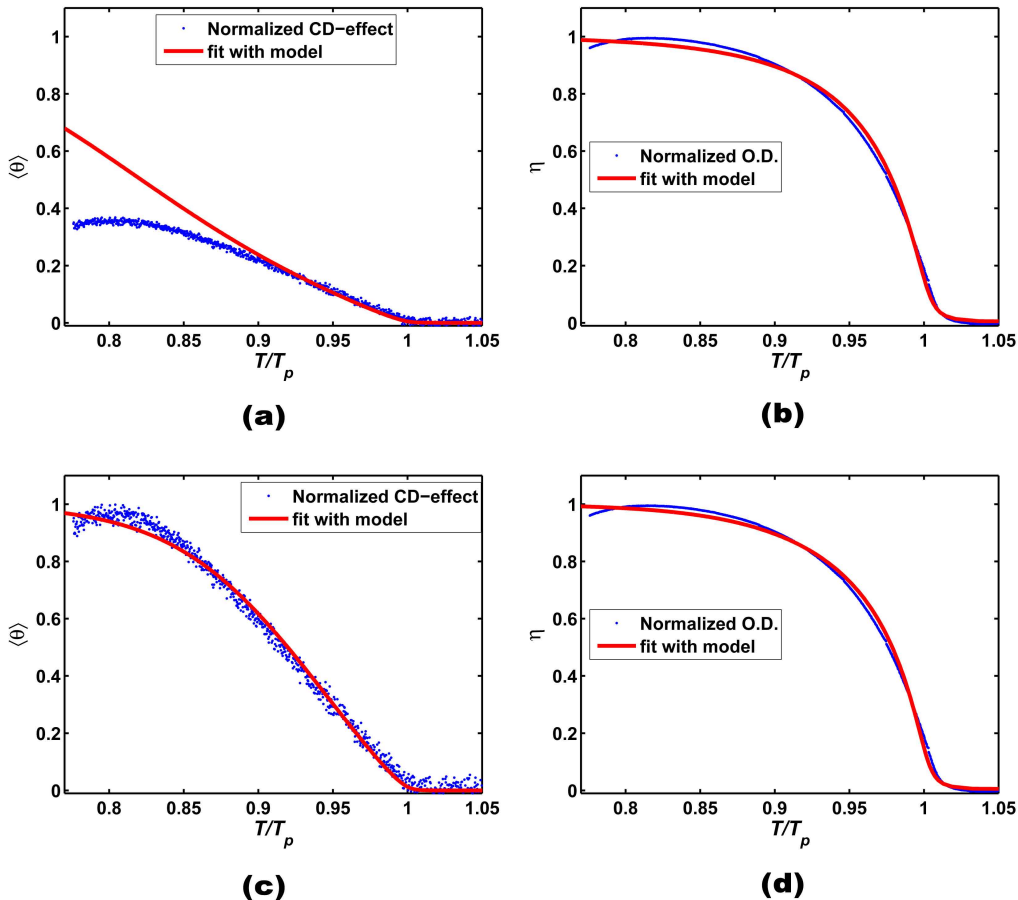 Normalized CD−effect
fit with model
1
0.8
0.6
0.4
0.2
0
⟨θ⟩
0.8 0.85 0.9 0.95 1 1.05
T/Tp
(a)
Normalized O.D.
fit with model
1
0.8
0.6
0.4
0.2
0
η
0.8 0.85 0.9 0.95 1 1.05
T/Tp
(b)
Normalized CD−effect
fit with model
1
0.8
0.6
0.4
0.2
0
⟨θ⟩
0.8 0.85 0.9 0.95 1 1.05
T/Tp
(c)
Normalized O.D.
fit with model
1
0.8
0.6
0.4
0.2
0
η
0.8 0.85 0.9 0.95 1 1.05
T/Tp
(d)